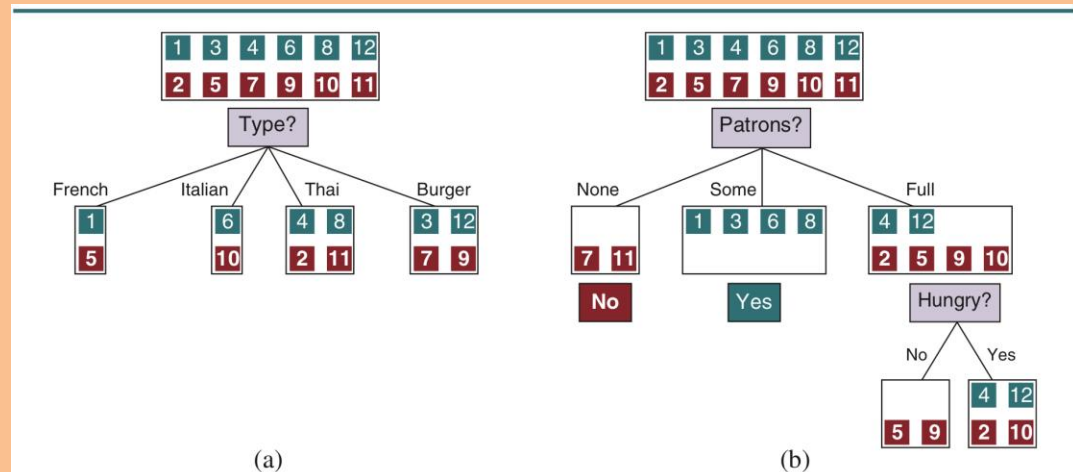 1 3 4 6 8 12
2 5 7 9 10 11
Type?
French Italian Thai Burger
1 6 4 8 3 12
5 10 2 11 7 9
(a)
1 3 4 6 8 12
2 5 7 9 10 11
Patrons?
None Some Full
1 3 6 8 4 12
7 11 2 5 9 10
No Yes Hungry?
No Yes
4 12
5 9 2 10
(b)